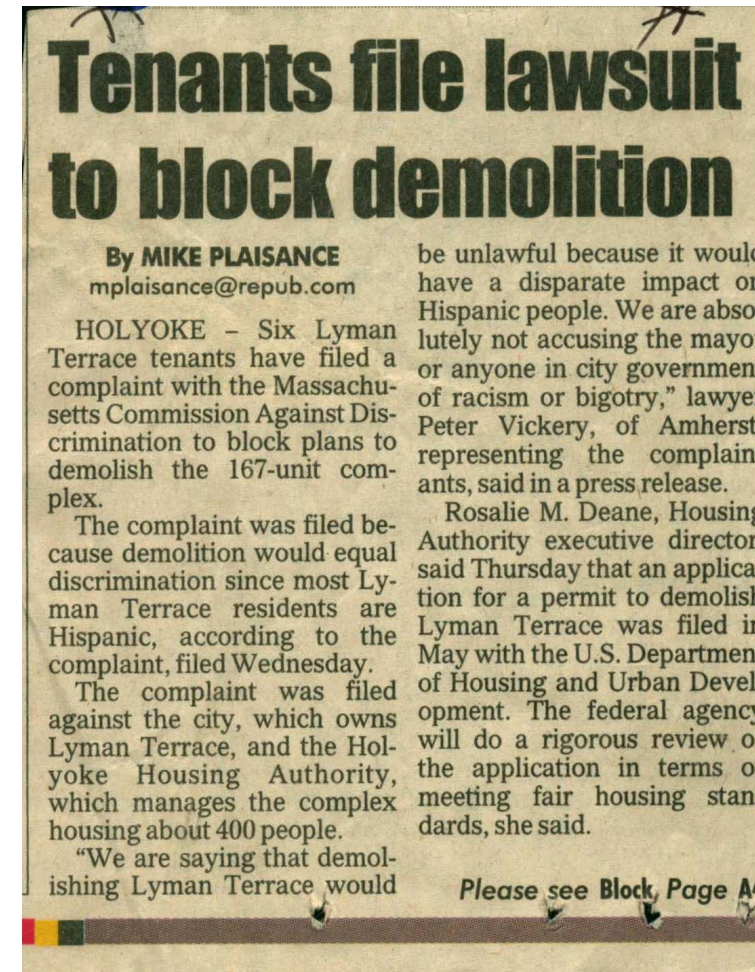 Tenants file lawsuit
to block demolition
By MIKE PLAISANCE
mplaisance@repub.com
HOLYOKE – Six Lyman
Terrace tenants have filed a
complaint with the Massachu-
setts Commission Against Dis-
crimination to block plans to
demolish the 167-unit com-
plex.
The complaint was filed be-
cause demolition would equal
discrimination since most Ly-
man Terrace residents are
Hispanic, according to the
complaint, filed Wednesday.
The complaint was filed
against the city, which owns
Lyman Terrace, and the Hol-
yoke Housing Authority,
which manages the complex
housing about 400 people.
“We are saying that demol-
ishing Lyman Terrace would
be unlawful because it would
have a disparate impact on
Hispanic people. We are abso
lutely not accusing the mayor
or anyone in city government
of racism or bigotry,” lawyer
Peter Vickery, of Amherst,
representing the complain
ants, said in a press release.
Rosalie M. Deane, Housing
Authority executive director,
said Thursday that an applica
tion for a permit to demolish
Lyman Terrace was filed in
May with the U.S. Department
of Housing and Urban Devel
opment. The federal agency
will do a rigorous review of
the application in terms of
meeting fair housing stan
dards, she said.
Please see Block, Page A4